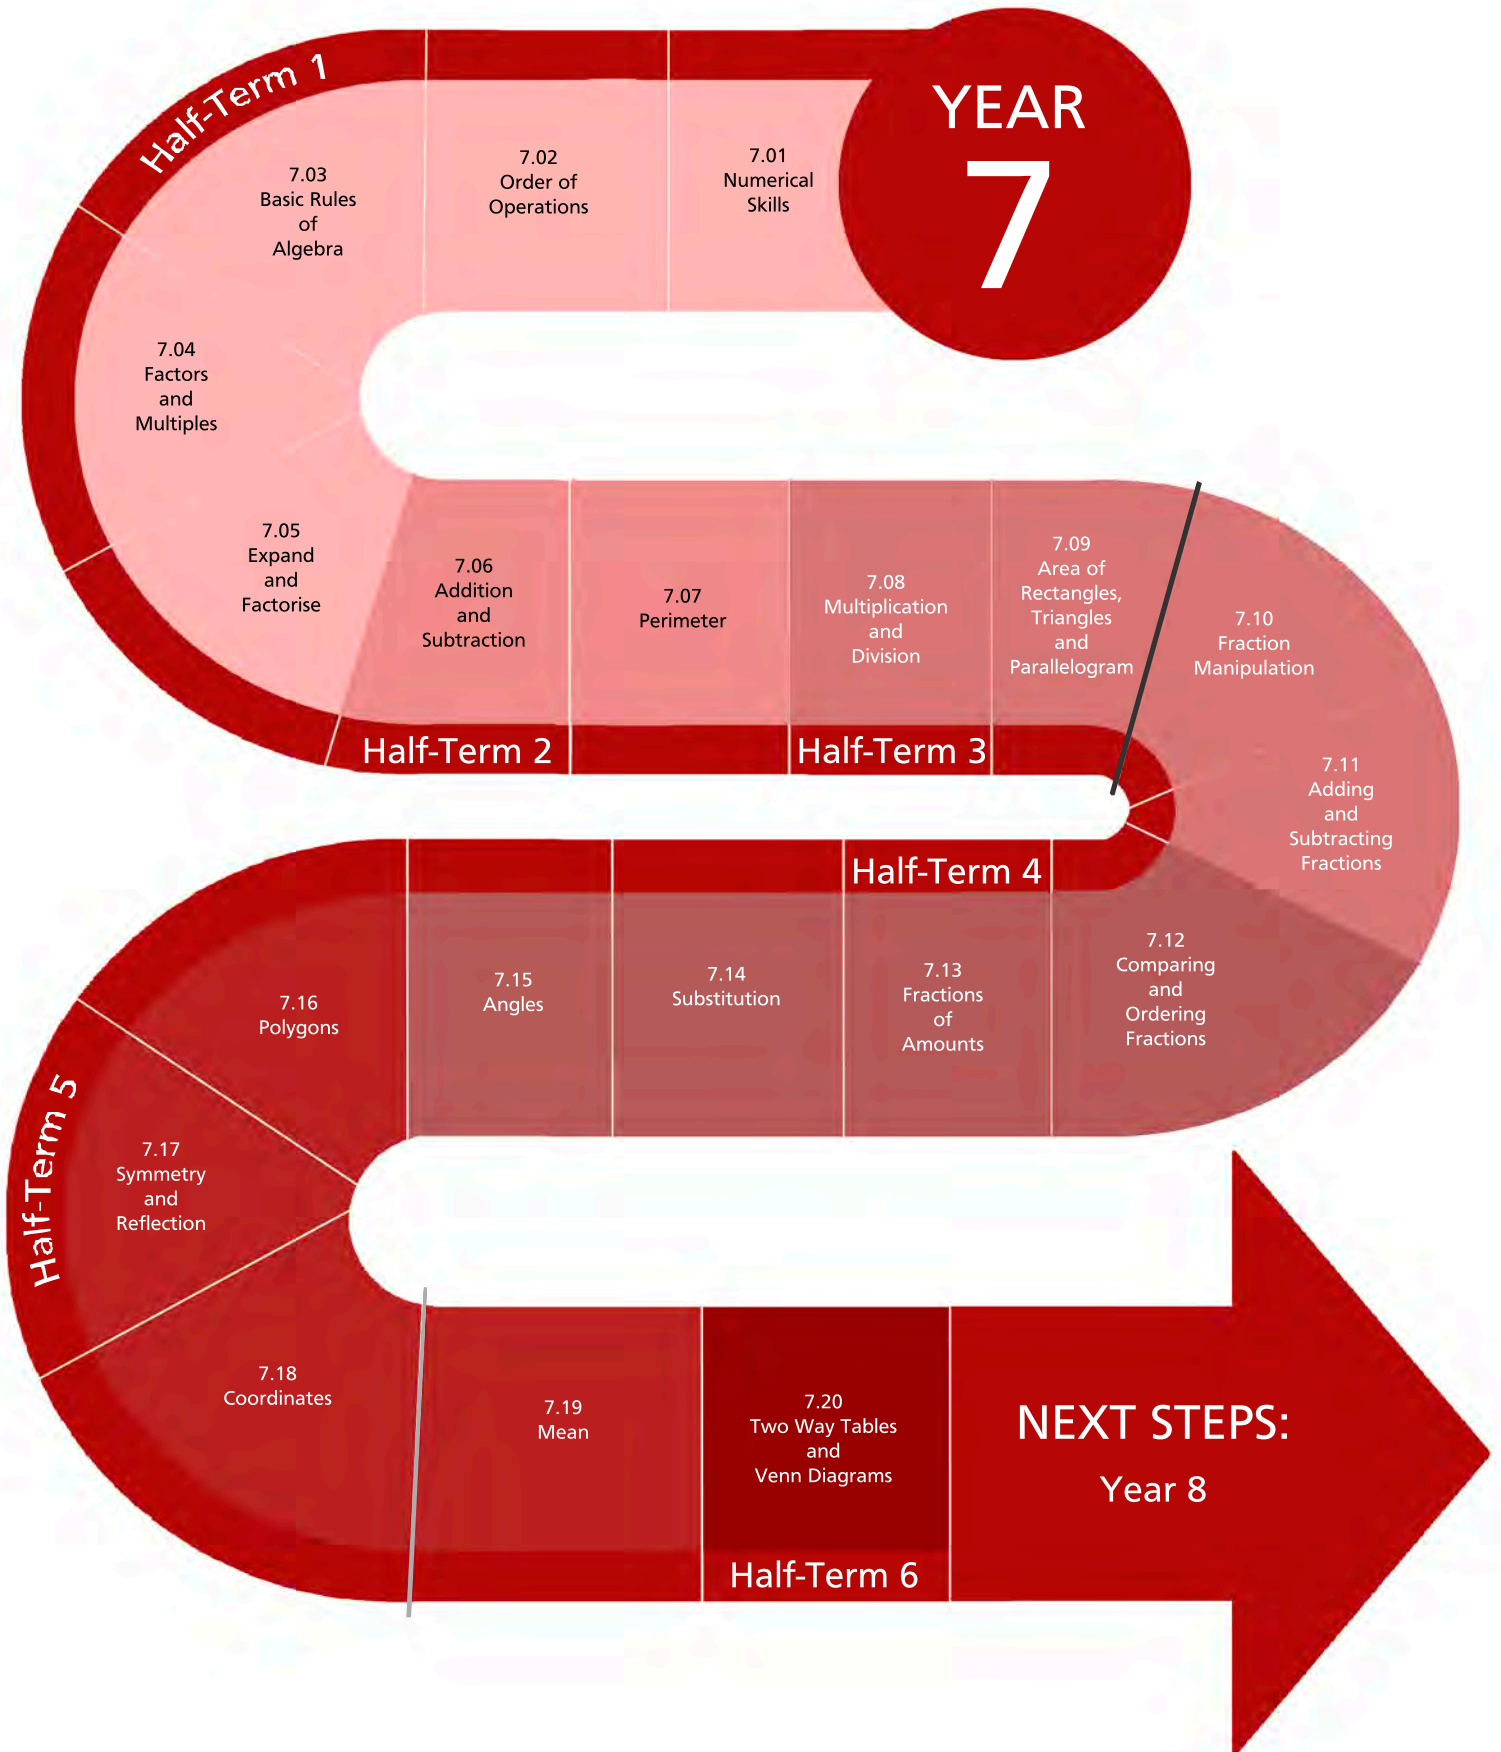 YEAR
7
Half-Term 1
7.01
Numerical
Skills
7.02
Order of
Operations
7.03
Basic Rules
of
Algebra
7.04
Factors
and
Multiples
7.05
Expand
and
Factorise
7.06
Addition
and
Subtraction
Half-Term 2
7.07
Perimeter
7.08
Multiplication
and
Division
Half-Term 3
7.09
Area of
Rectangles,
Triangles
and
Parallelogram
7.10
Fraction
Manipulation
7.11
Adding
and
Subtracting
Fractions
7.12
Comparing
and
Ordering
Fractions
Half-Term 4
7.13
Fractions
of
Amounts
7.14
Substitution
7.15
Angles
7.16
Polygons
Half-Term 5
7.17
Symmetry
and
Reflection
7.18
Coordinates
7.19
Mean
7.20
Two Way Tables
and
Venn Diagrams
Half-Term 6
NEXT STEPS:
Year 8